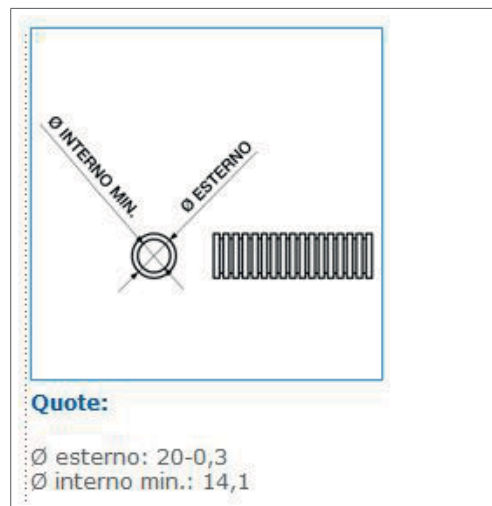 Ø INTERNO MIN.
Ø ESTERNO
Quote:
Ø esterno: 20-0,3
Ø interno min.: 14,1